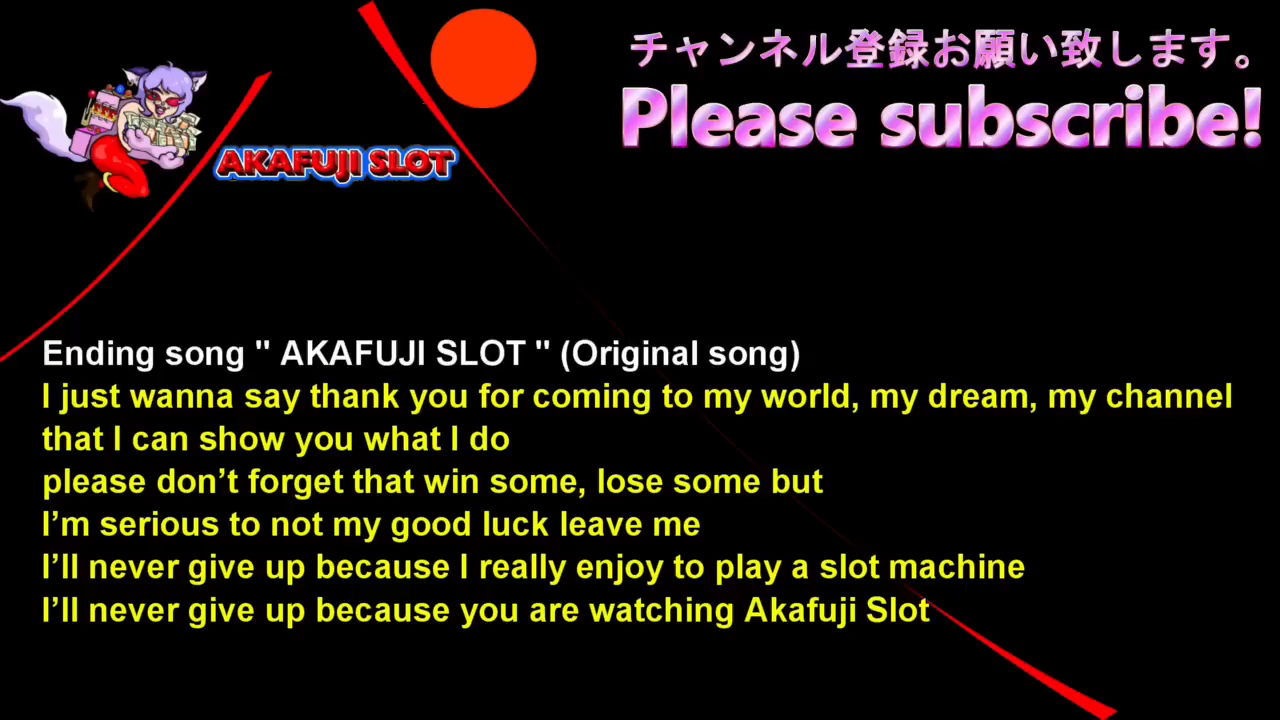 チャンネル登録お願い致します。
Please subscribe!
AKAFUJI SLOT
Ending song " AKAFUJI SLOT " (Original song)
I just wanna say thank you for coming to my world, my dream, my channel
that I can show you what I do
please don’t forget that win some, lose some but
I’m serious to not my good luck leave me
I’ll never give up because I really enjoy to play a slot machine
I’ll never give up because you are watching Akafuji Slot